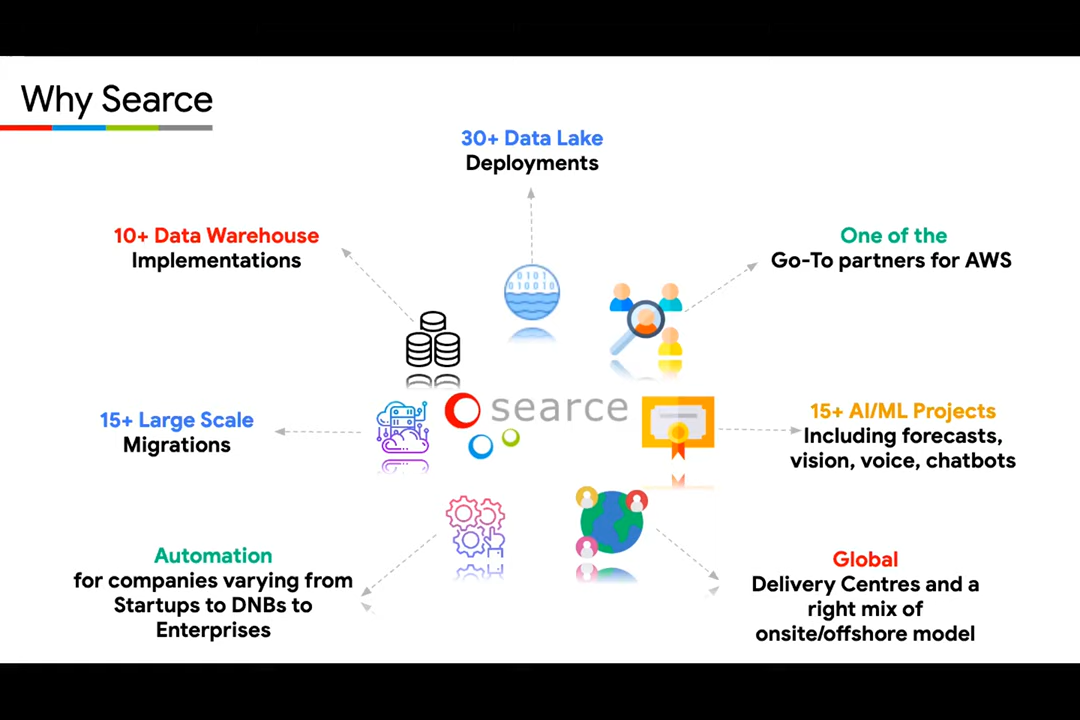 Why Searce
30+ Data Lake
Deployments
10+ Data Warehouse
Implementations
One of the
Go-To partners for AWS
0101
010010
searce
15+ Large Scale
Migrations
15+ AI/ML Projects
Including forecasts,
vision, voice, chatbots
Automation
for companies varying from
Startups to DNBs to
Enterprises
Global
Delivery Centres and a
right mix of
onsite/offshore model